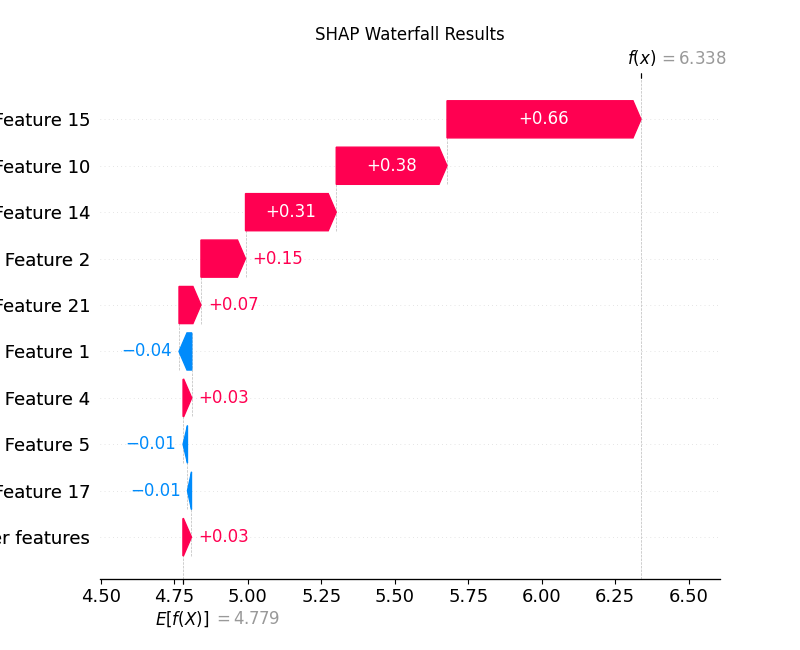 SHAP Waterfall Results
f(x) = 6.338
Feature 15
+0.66
Feature 10
+0.38
Feature 14
+0.31
Feature 2
+0.15
Feature 21
+0.07
Feature 1
−0.04
Feature 4
+0.03
Feature 5
−0.01
Feature 17
−0.01
features
+0.03
4.50 4.75 5.00 5.25 5.50 5.75 6.00 6.25 6.50
E[f(X)] = 4.779